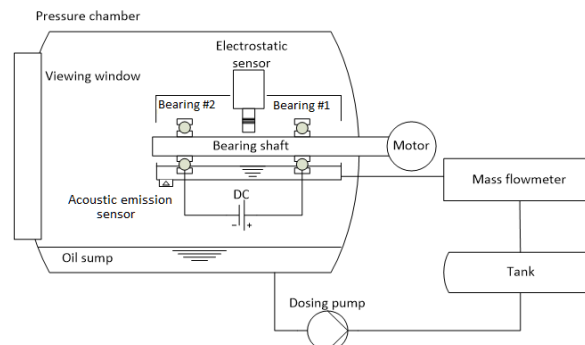 Pressure chamber
Electrostatic
sensor
Viewing window
Bearing #2
Bearing #1
Bearing shaft
Motor
Mass flowmeter
Acoustic emission
sensor
DC
- +
Oil sump
Tank
Dosing pump